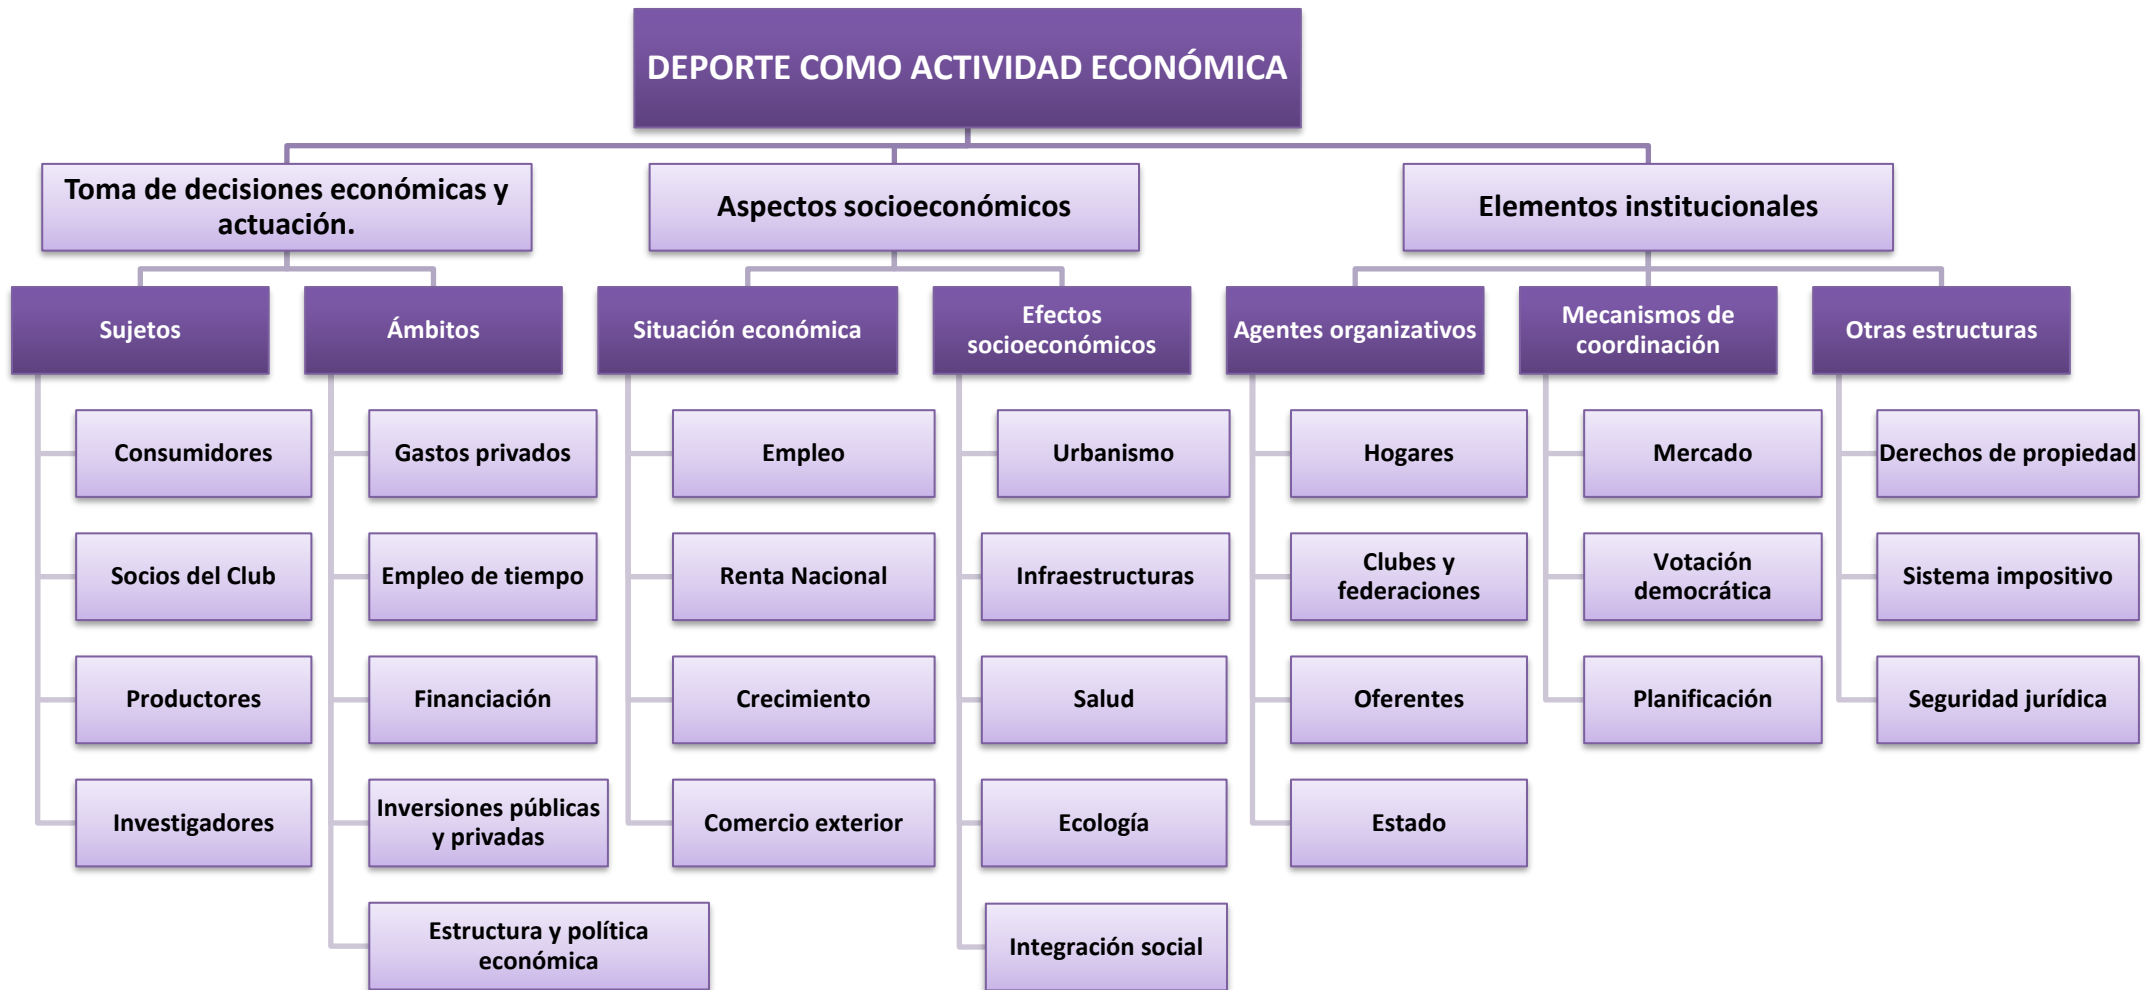 DEPORTE COMO ACTIVIDAD ECONÓMICA
Toma de decisiones económicas y
actuación.
Aspectos socioeconómicos
Elementos institucionales
Sujetos
Ámbitos
Situación económica
Efectos
socioeconómicos
Agentes organizativos
Mecanismos de
coordinación
Otras estructuras
Consumidores
Socios del Club
Productores
Investigadores
Gastos privados
Empleo de tiempo
Financiación
Inversiones públicas
y privadas
Estructura y política
económica
Empleo
Renta Nacional
Crecimiento
Comercio exterior
Urbanismo
Infraestructuras
Salud
Ecología
Integración social
Hogares
Clubes y
federaciones
Oferentes
Estado
Mercado
Votación
democrática
Planificación
Derechos de propiedad
Sistema impositivo
Seguridad jurídica